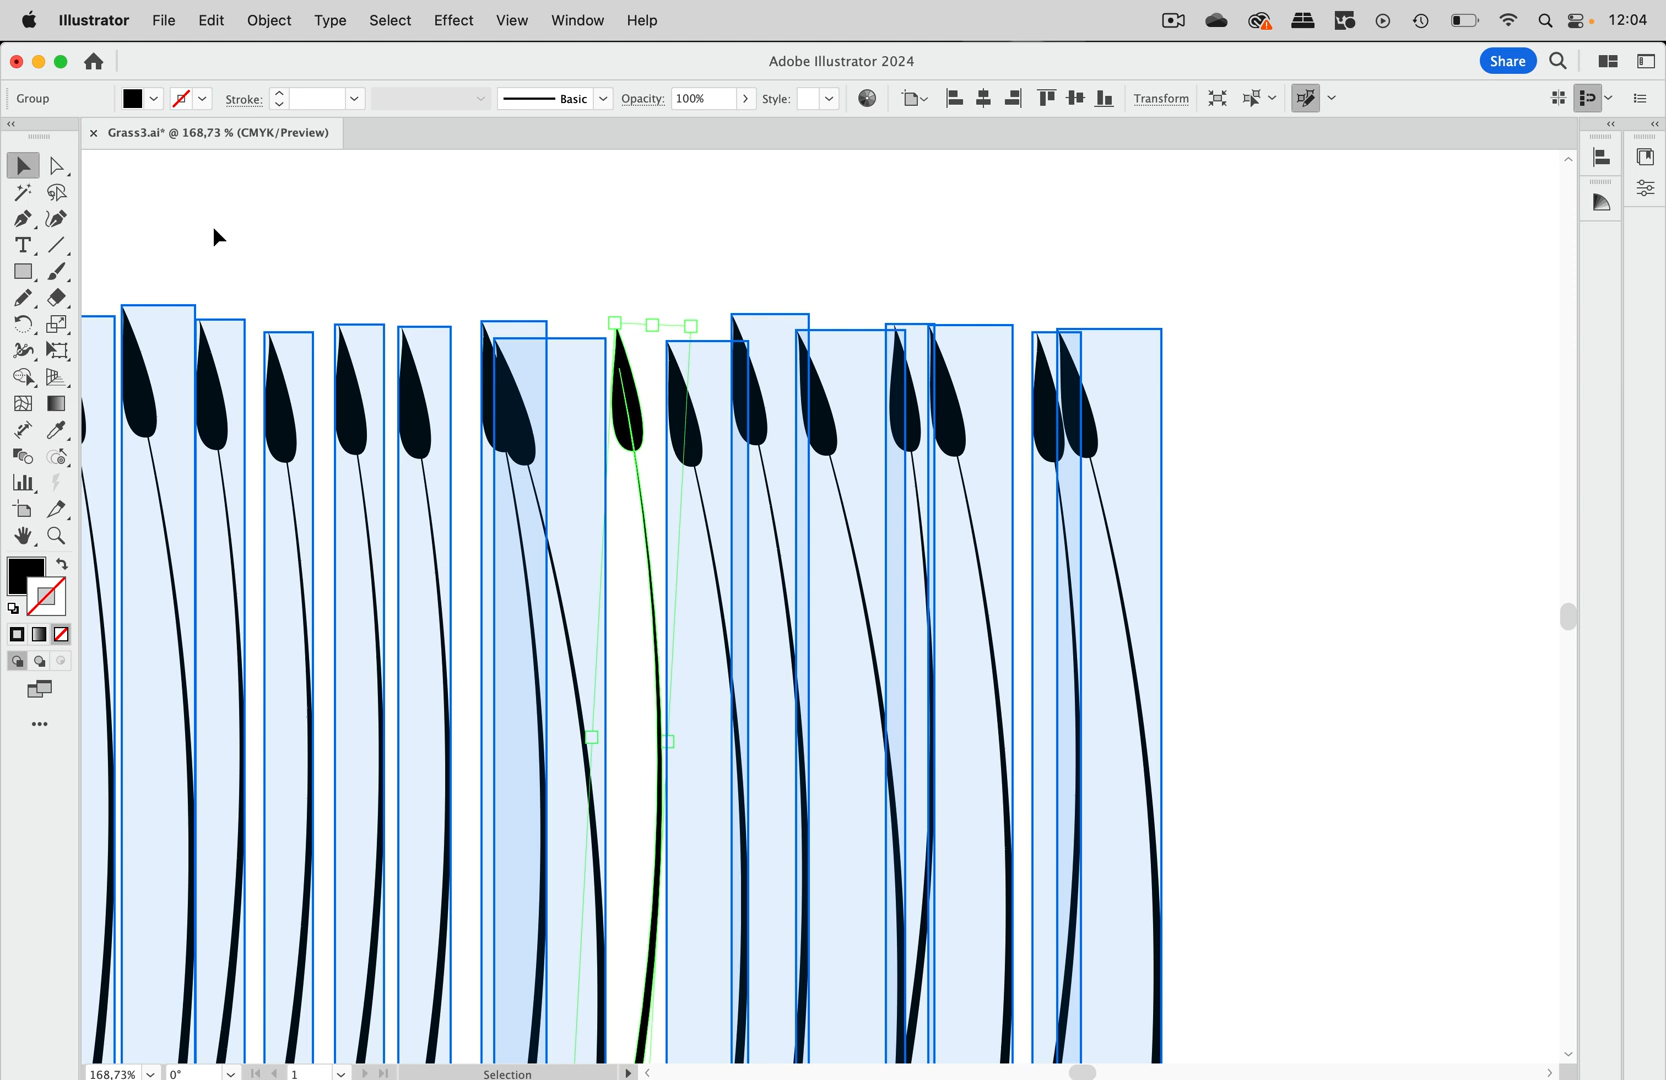 Illustrator File Edit Object Type Select Effect View Window Help 12:04
Adobe Illustrator 2024 Share
Group Stroke: Basic Opacity: 100% Style: Transform
Grass3.ai* @ 168,73 % (CMYK/Preview)
168,73% 0° 1 Selection